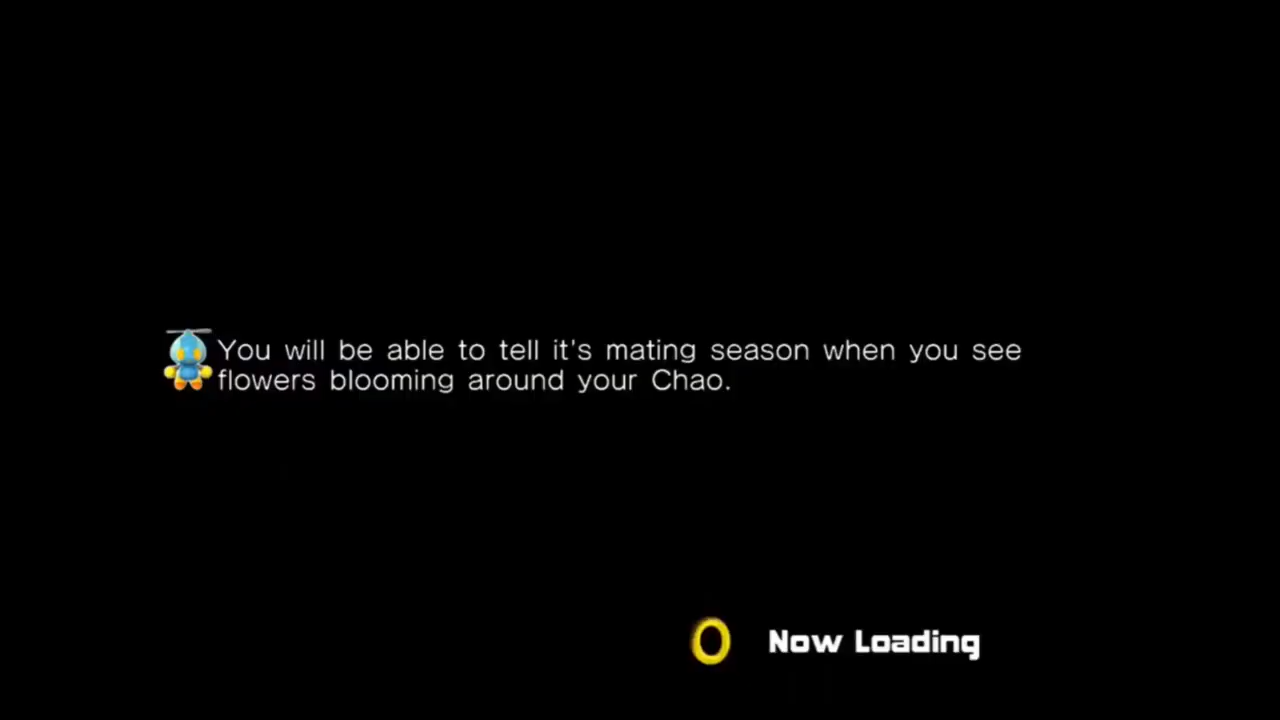 You will be able to tell it's mating season when you see
flowers blooming around your Chao.
Now Loading